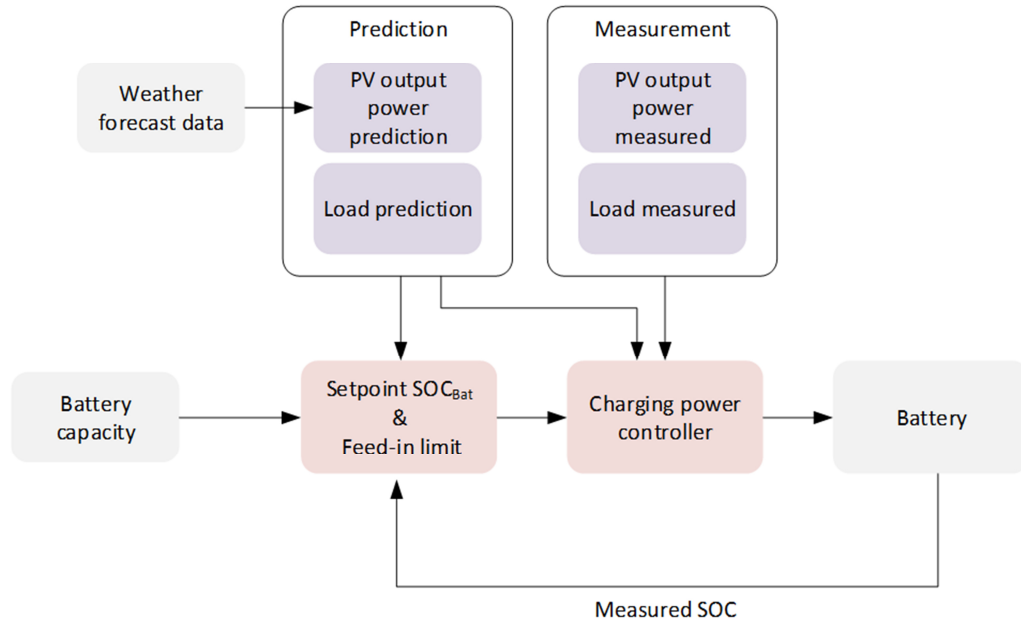 Prediction
PV output
power
prediction
Load prediction
Weather
forecast data
Measurement
PV output
power
measured
Load measured
Battery
capacity
Setpoint SOC_Bat
&
Feed-in limit
Charging power
controller
Battery
Measured SOC